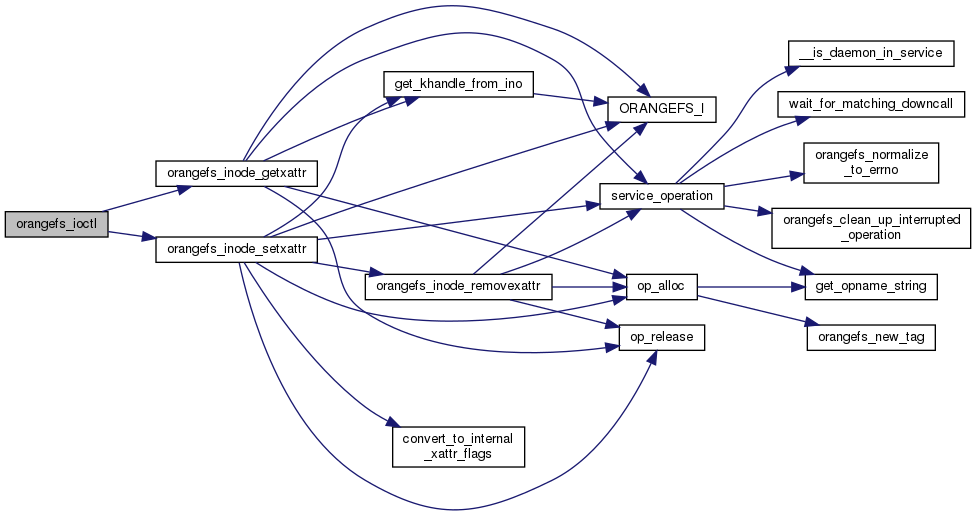 orangefs_ioctl
orangefs_inode_getxattr
orangefs_inode_setxattr
get_khandle_from_ino
orangefs_inode_removexattr
convert_to_internal
_xattr_flags
ORANGEFS_I
service_operation
op_alloc
op_release
__is_daemon_in_service
wait_for_matching_downcall
orangefs_normalize
_to_errno
orangefs_clean_up_interrupted
_operation
get_opname_string
orangefs_new_tag